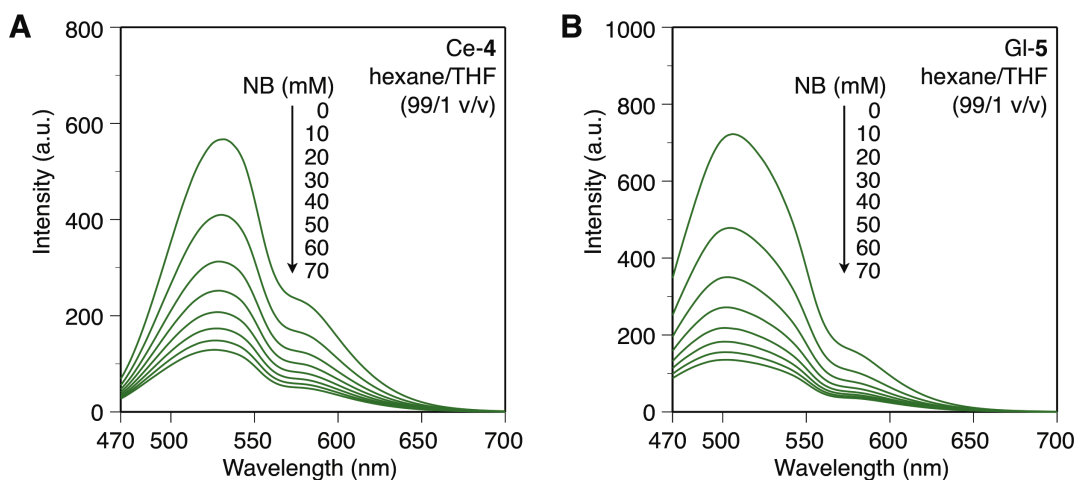 A
Ce-4
hexane/THF
(99/1 v/v)
NB (mM)
0
10
20
30
40
50
60
70
800
600
400
200
0
Intensity (a.u.)
470 500 550 600 650 700
Wavelength (nm)
B
Gl-5
hexane/THF
(99/1 v/v)
NB (mM)
0
10
20
30
40
50
60
70
1000
800
600
400
200
0
Intensity (a.u.)
470 500 550 600 650 700
Wavelength (nm)